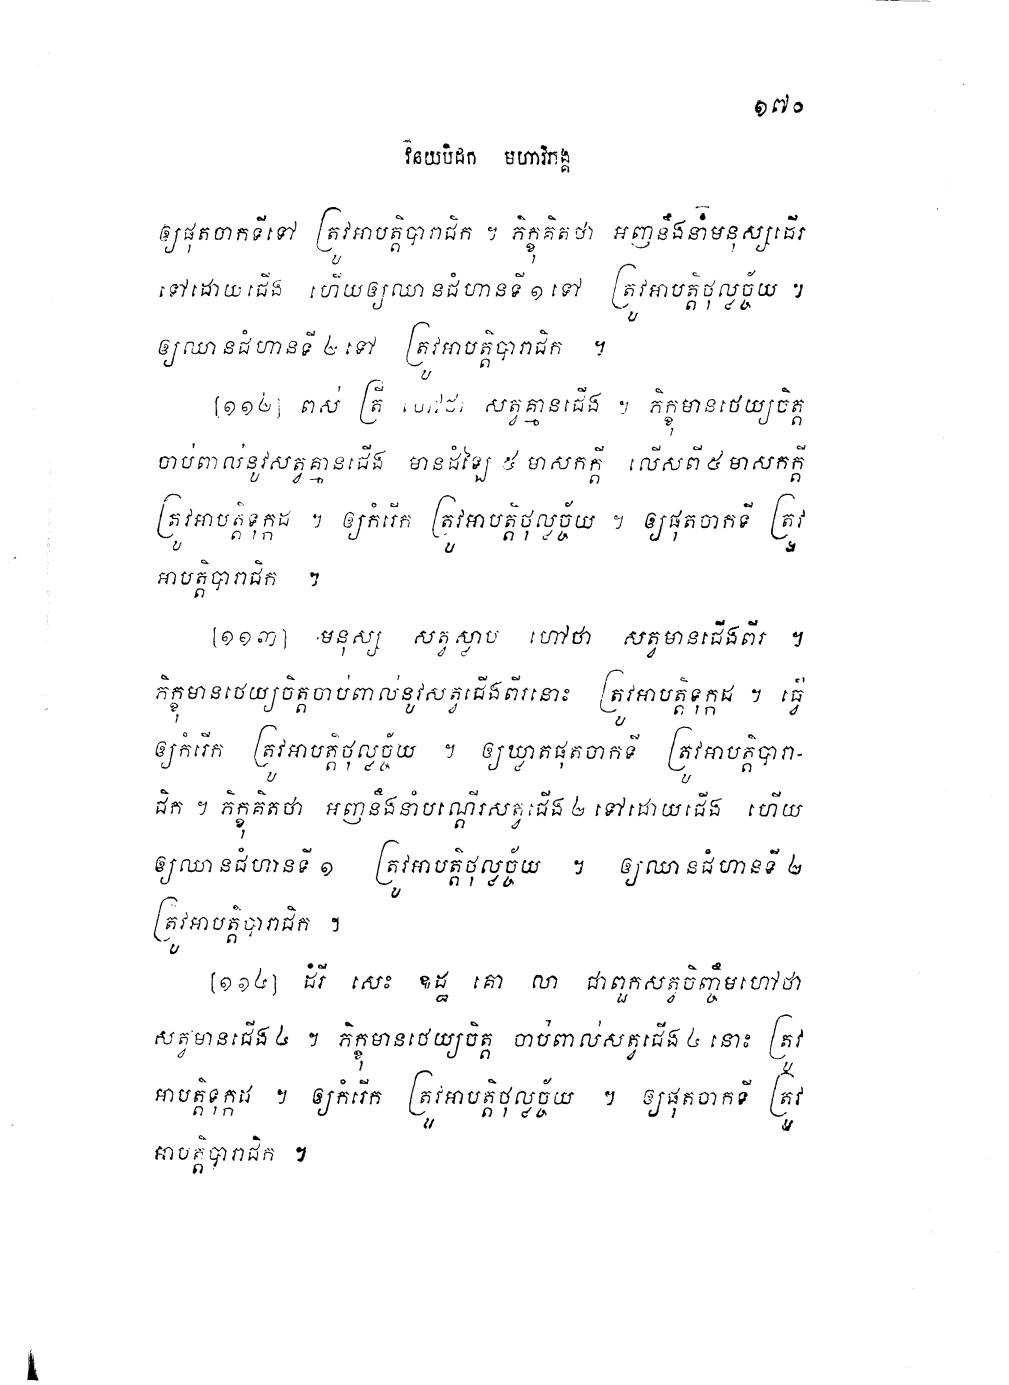 ១៧០
វិនយបិដក មហាវិភង្គ
ឲ្យផុតចាកទីទៅ ត្រូវអាបត្តិបារាជិក ។ ភិក្ខុគិតថា អញនឹងនាំមនុស្សដើរ
ទៅដោយជើង ហើយឲ្យឈានជំហានទី ១ ទៅ ត្រូវអាបត្តិថុល្លច្ច័យ ។
ឲ្យឈានជំហានទី ២ ទៅ ត្រូវអាបត្តិបារាជិក ។
[១១២] ពស់ ត្រី សត្វគ្មានជើង ។ ភិក្ខុមានថេយ្យចិត្ត
ចាប់ពាល់នូវសត្វគ្មានជើង មានដំឡៃ ៥ មាសកក្តី លើសពី ៥ មាសកក្តី
ត្រូវអាបត្តិទុក្កដ ។ ឲ្យកំរើក ត្រូវអាបត្តិថុល្លច្ច័យ ។ ឲ្យផុតចាកទី ត្រូវ
អាបត្តិបារាជិក ។
[១១៣] មនុស្ស សត្វស្លាប ហៅថា សត្វមានជើងពីរ ។
ភិក្ខុមានថេយ្យចិត្តចាប់ពាល់នូវសត្វជើងពីរនោះ ត្រូវអាបត្តិទុក្កដ ។ ធ្វើ
ឲ្យកំរើក ត្រូវអាបត្តិថុល្លច្ច័យ ។ ឲ្យឃ្លាតផុតចាកទី ត្រូវអាបត្តិបារា-
ជិក ។ ភិក្ខុគិតថា អញនឹងនាំបណ្តើរសត្វជើង ២ ទៅដោយជើង ហើយ
ឲ្យឈានជំហានទី ១ ត្រូវអាបត្តិថុល្លច្ច័យ ។ ឲ្យឈានជំហានទី ២
ត្រូវអាបត្តិបារាជិក ។
[១១៤] ដំរី សេះ ឧដ្ឋ គោ លា ជាពួកសត្វចិញ្ចឹមហៅថា
សត្វមានជើង ៤ ។ ភិក្ខុមានថេយ្យចិត្ត ចាប់ពាល់សត្វជើង ៤ នោះ ត្រូវ
អាបត្តិទុក្កដ ។ ឲ្យកំរើក ត្រូវអាបត្តិថុល្លច្ច័យ ។ ឲ្យផុតចាកទី ត្រូវ
អាបត្តិបារាជិក ។